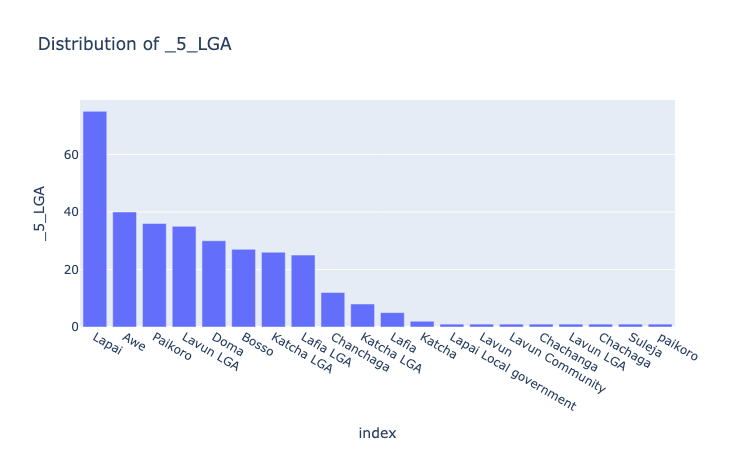 Distribution of _5_LGA
_5_LGA
60
40
20
0
Lapai
Awe
Paikoro
Lavun LGA
Doma
Bosso
Katcha LGA
Lafia LGA
Chanchaga
Katcha LGA
Lafia
Katcha
Lapai Local government
Lavun
Lavun Community
Chachanga
Lavun LGA
Chachaga
Suleja
paikoro
index